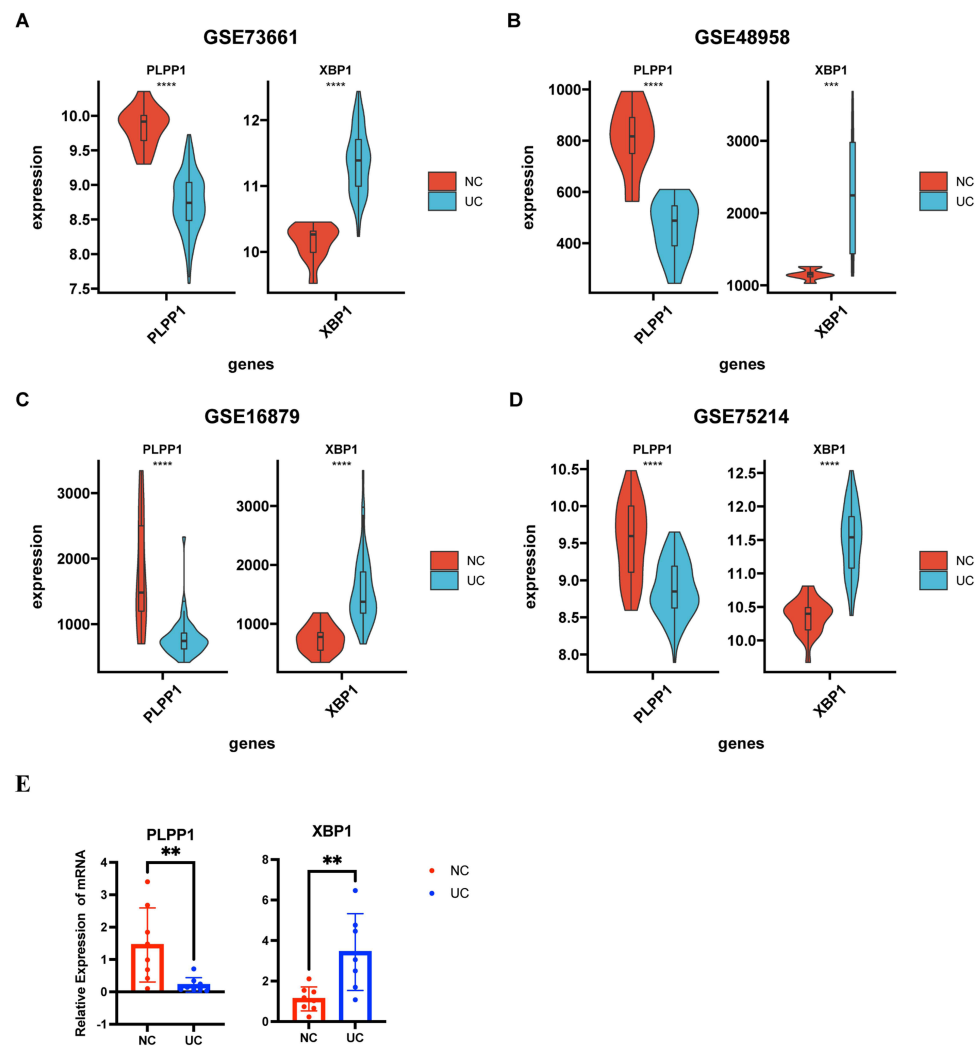 A
GSE73661
PLPP1
****
XBP1
****
expression
10.0
9.5
9.0
8.5
8.0
7.5
12
11
10
PLPP1
XBP1
genes
NC
UC
B
GSE48958
PLPP1
****
XBP1
***
expression
1000
800
600
400
3000
2000
1000
PLPP1
XBP1
genes
NC
UC
C
GSE16879
PLPP1
****
XBP1
****
expression
3000
2000
1000
3000
2000
1000
PLPP1
XBP1
genes
NC
UC
D
GSE75214
PLPP1
****
XBP1
****
expression
10.5
10.0
9.5
9.0
8.5
8.0
12.5
12.0
11.5
11.0
10.5
10.0
PLPP1
XBP1
genes
NC
UC
E
PLPP1
**
Relative Expression of mRNA
4
3
2
1
0
-1
NC
UC
XBP1
**
8
6
4
2
0
NC
UC
NC
UC